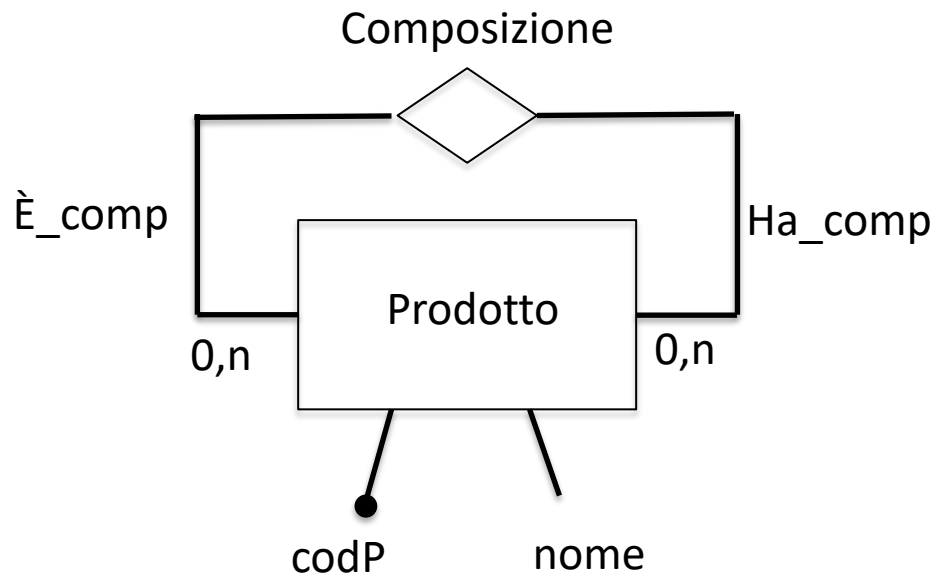 Composizione
È_comp
Ha_comp
Prodotto
0,n
0,n
codP
nome